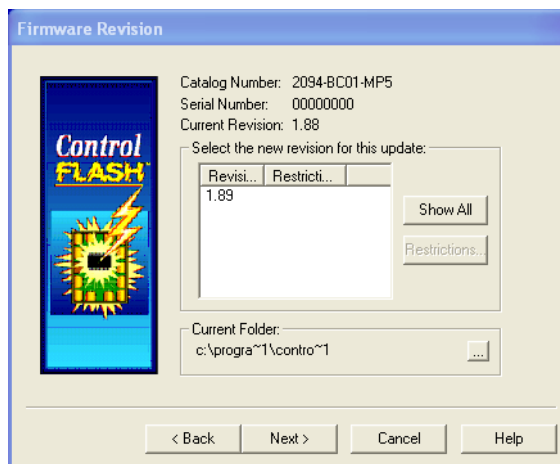 Firmware Revision
Control
FLASH
Catalog Number: 2094-BC01-MP5
Serial Number: 00000000
Current Revision: 1.88
Select the new revision for this update:
Revisi... Restricti...
1.89
Show All
Restrictions...
Current Folder:
c:\progra~1\contro~1
...
< Back Next > Cancel Help